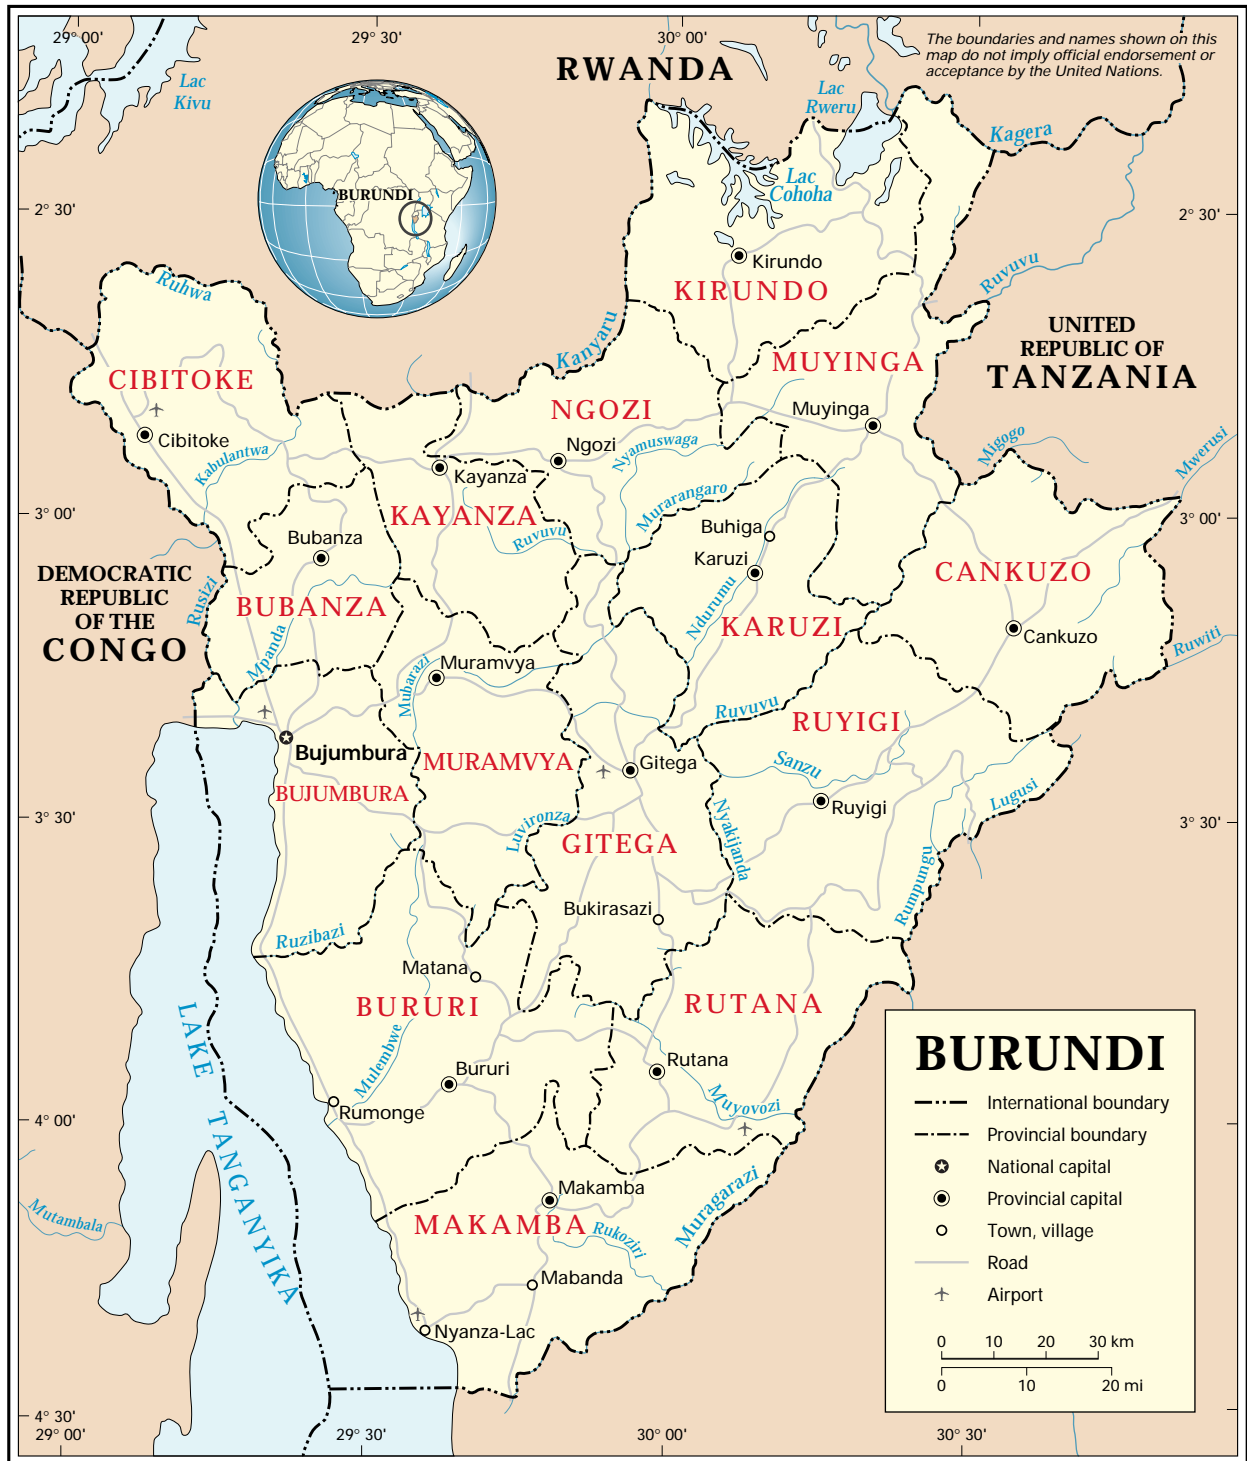 29° 00'
29° 30'
30° 00'
The boundaries and names shown on this
map do not imply official endorsement or
acceptance by the United Nations.
RWANDA
Lac
Kivu
Lac
Rweru
Kagera
BURUNDI
Lac
Cohoha
2° 30'
2° 30'
Kirundo
KIRUNDO
Ruvuvu
Ruhwa
Kanyaru
UNITED
REPUBLIC OF
TANZANIA
CIBITOKE
MUYINGA
NGOZI
Muyinga
Cibitoke
Ngozi
Nyamuswaga
Migogo
Mwerusi
Kabulantwa
Kayanza
Murarangaro
3° 00'
3° 00'
KAYANZA
Ruvuvu
Buhiga
Bubanza
Karuzi
DEMOCRATIC
REPUBLIC
OF THE
CONGO
CANKUZO
Rusizi
BUBANZA
Ndurumu
KARUZI
Cankuzo
Ruwiti
Mpanda
Muramvya
Mubarazi
Ruvuvu
RUYIGI
Bujumbura
MURAMVYA
Gitega
Sanzu
BUJUMBURA
Ruyigi
Lugusi
3° 30'
3° 30'
Luvironza
GITEGA
Nyakijanda
Rumpungu
Bukirasazi
Ruzibazi
Matana
BURURI
RUTANA
LAKE TANGANYIKA
Mulembwe
Bururi
Rutana
Muyovozi
Rumonge
4° 00'
Makamba
Muragarazi
MAKAMBA
Rukoziri
Mutambala
Mabanda
Nyanza-Lac
BURUNDI
International boundary
Provincial boundary
National capital
Provincial capital
Town, village
Road
Airport
0 10 20 30 km
0 10 20 mi
4° 30'
29° 00'
29° 30'
30° 00'
30° 30'